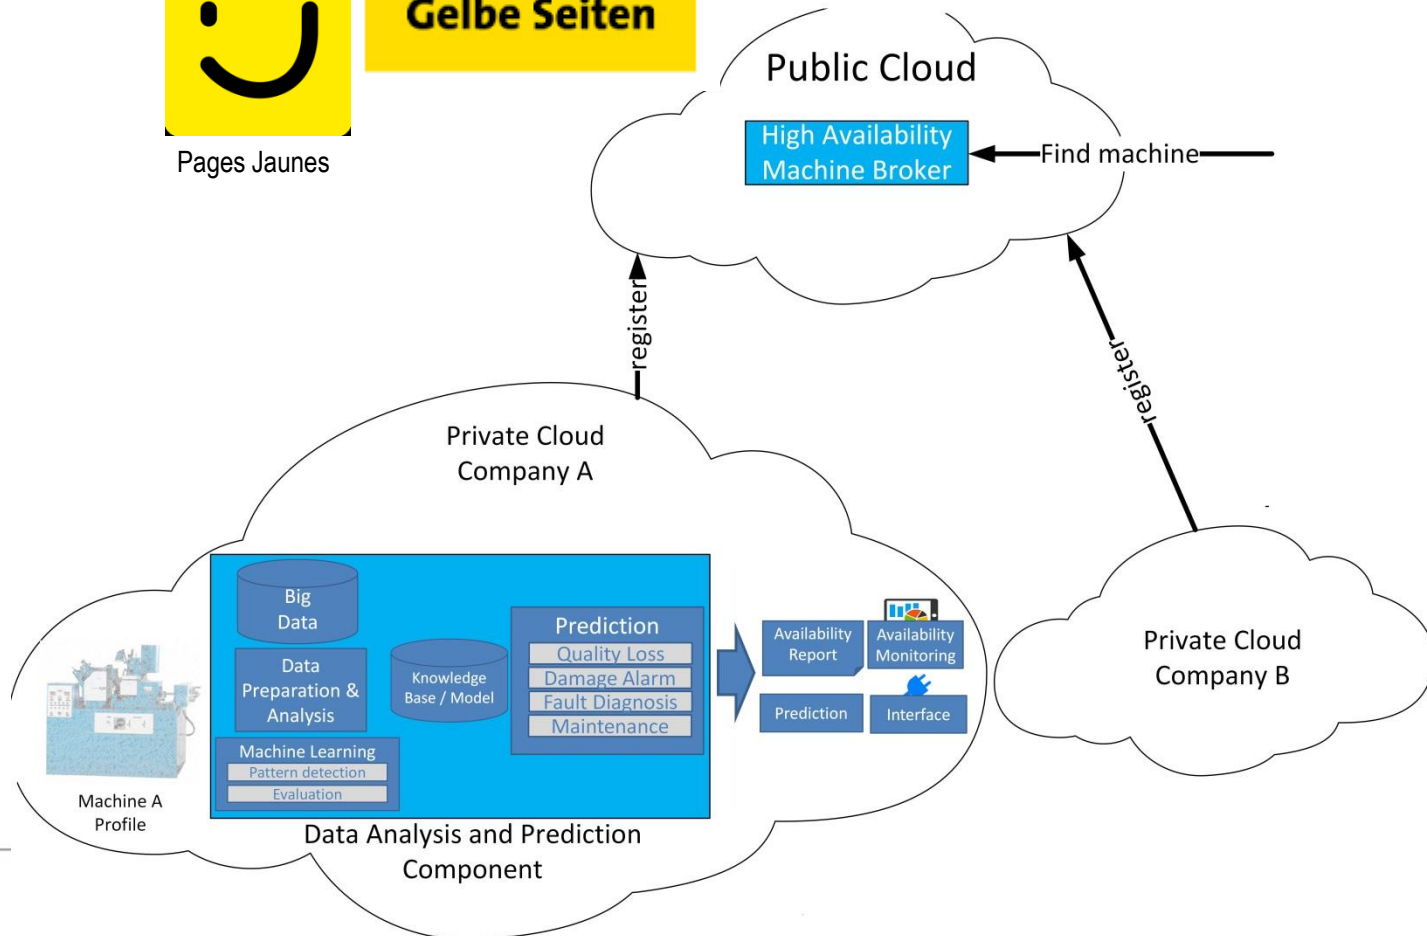 Gelbe Seiten
Pages Jaunes
Public Cloud
High Availability
Machine Broker
Find machine
register
register
Private Cloud
Company A
Private Cloud
Company B
Big
Data
Data
Preparation &
Analysis
Machine Learning
Pattern detection
Evaluation
Knowledge
Base / Model
Prediction
Quality Loss
Damage Alarm
Fault Diagnosis
Maintenance
Availability
Report
Availability
Monitoring
Prediction
Interface
Machine A
Profile
Data Analysis and Prediction
Component